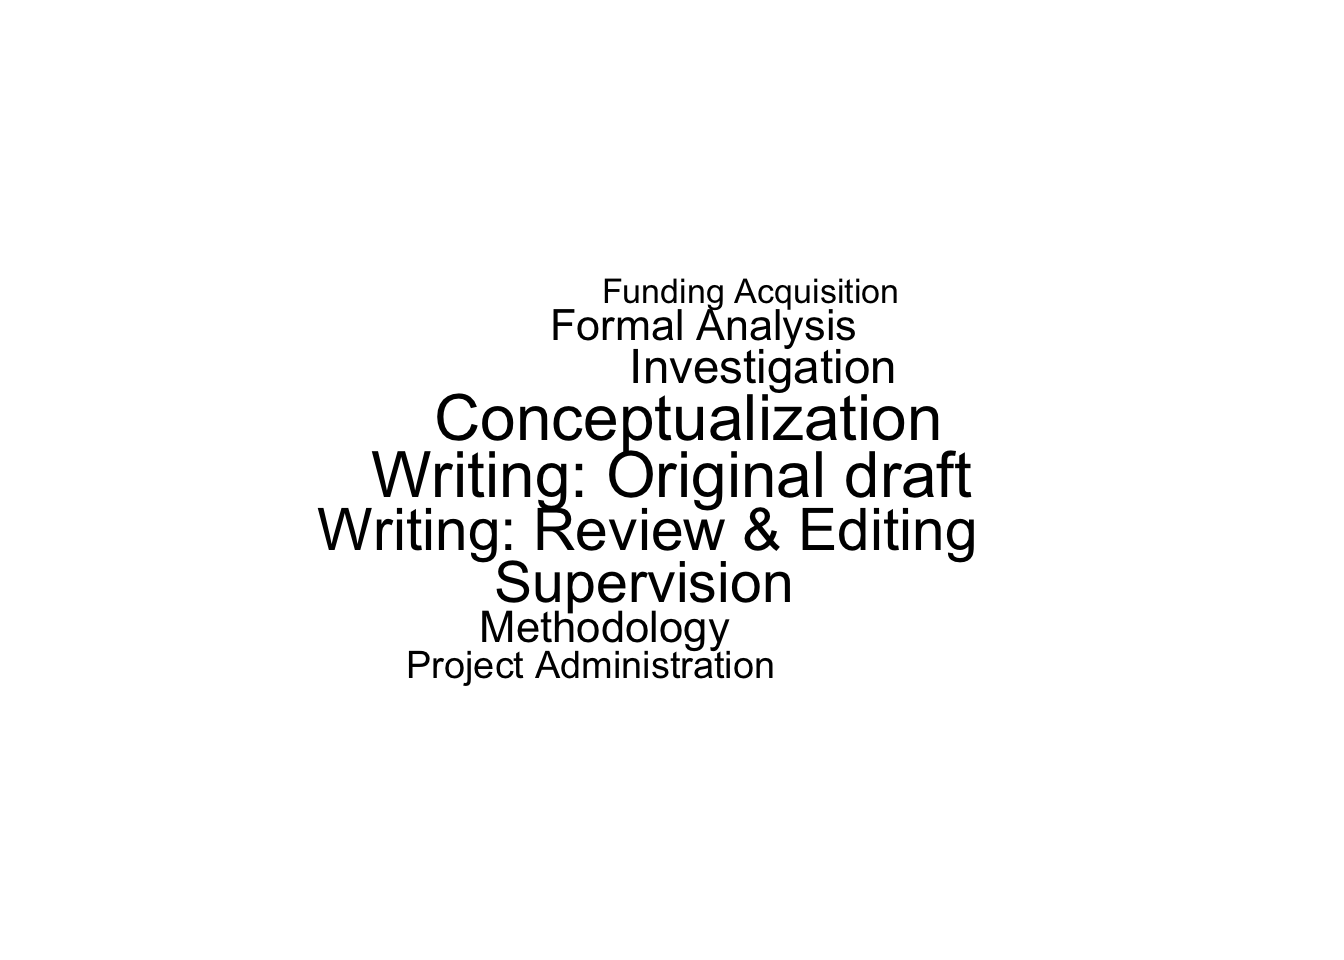 Funding Acquisition
Formal Analysis
Investigation
Conceptualization
Writing: Original draft
Writing: Review & Editing
Supervision
Methodology
Project Administration